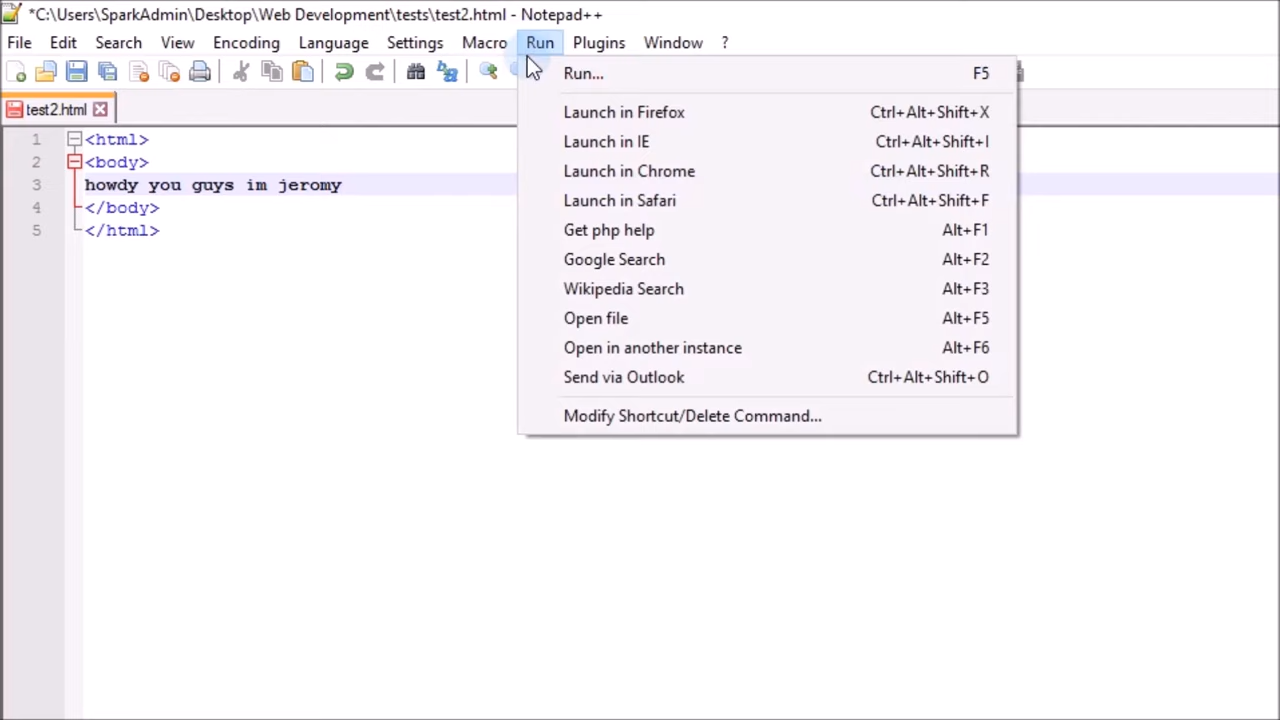 *C:\Users\SparkAdmin\Desktop\Web Development\tests\test2.html - Notepad++
File Edit Search View Encoding Language Settings Macro Run Plugins Window ?
test2.html
Run... F5
Launch in Firefox Ctrl+Alt+Shift+X
Launch in IE Ctrl+Alt+Shift+I
Launch in Chrome Ctrl+Alt+Shift+R
Launch in Safari Ctrl+Alt+Shift+F
Get php help Alt+F1
Google Search Alt+F2
Wikipedia Search Alt+F3
Open file Alt+F5
Open in another instance Alt+F6
Send via Outlook Ctrl+Alt+Shift+O
Modify Shortcut/Delete Command...
1 <html>
2 <body>
3 howdy you guys im jeromy
4 </body>
5 </html>